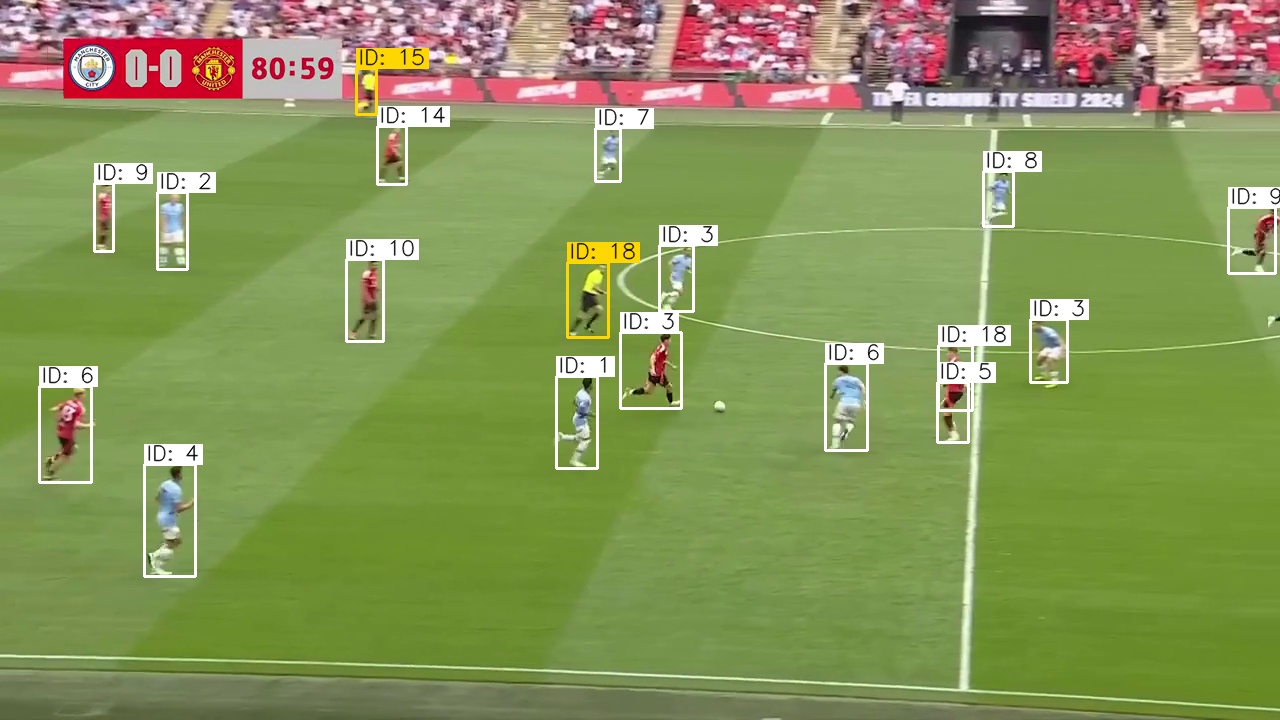 ID: 15
MANCHESTER CITY 0-0 MANCHESTER UNITED 80:59
THE FA COMMUNITY SHIELD 2024
ID: 14
ID: 7
ID: 8
ID: 9
ID: 2
ID: 9
ID: 3
ID: 10
ID: 18
ID: 3
ID: 3
ID: 18
ID: 6
ID: 1
ID: 5
ID: 6
ID: 4